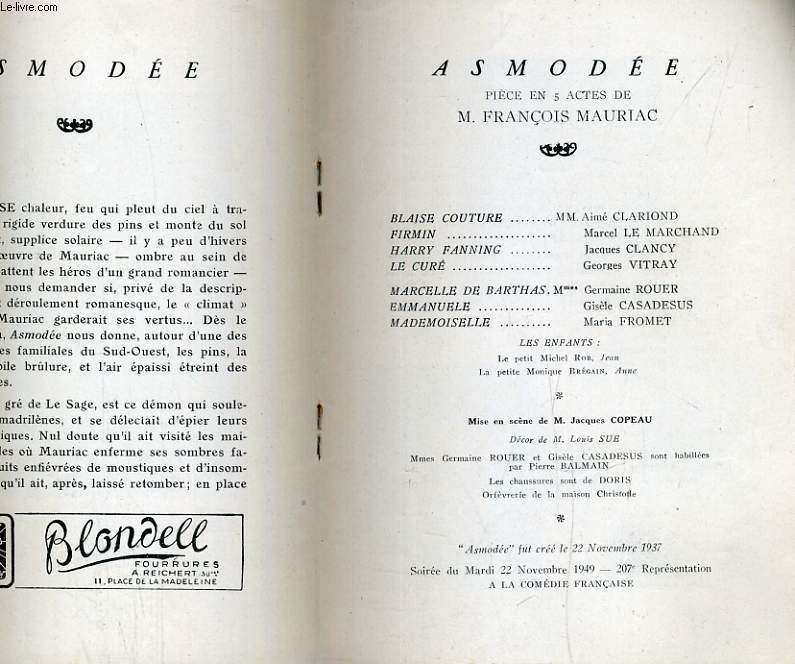 Le-livre.com
SMODÉE
SE chaleur, feu qui pleut du ciel à tra-
rigide verdure des pins et monte du sol
, supplice solaire — il y a peu d'hivers
œuvre de Mauriac — ombre au sein de
attent les héros d'un grand romancier —
nous demander si, privé de la descrip-
déroulement romanesque, le « climat »
Mauriac garderait ses vertus... Dès le
, Asmodée nous donne, autour d'une des
es familiales du Sud-Ouest, les pins, la
bile brûlure, et l'air épaissi étreint des
es.
gré de Le Sage, est ce démon qui soule-
madrilènes, et se délectait d'épier leurs
iques. Nul doute qu'il ait visité les mai-
les où Mauriac enferme ses sombres fa-
uits enfiévrées de moustiques et d'insom-
qu'il ait, après, laissé retomber; en place
Blondell
FOURRURES
A. REICHERT Succr
11, PLACE DE LA MADELEINE
ASMODÉE
PIÈCE EN 5 ACTES DE
M. FRANÇOIS MAURIAC
BLAISE COUTURE ........ MM. Aimé CLARIOND
FIRMIN .................... Marcel LE MARCHAND
HARRY FANNING ........ Jacques CLANCY
LE CURÉ .................. Georges VITRAY
MARCELLE DE BARTHAS. Mmes Germaine ROUER
EMMANUELE .............. Gisèle CASADESUS
MADEMOISELLE .......... Maria FROMET
LES ENFANTS :
Le petit Michel ROB, Jean
La petite Monique BRÉGAIN, Anne
Mise en scène de M. Jacques COPEAU
Décor de M. Louis SUE
Mmes Germaine ROUER et Gisèle CASADESUS sont habillées
par Pierre BALMAIN
Les chaussures sont de DORIS
Orfèvrerie de la maison Christofle
"Asmodée" fut créé le 22 Novembre 1937
Soirée du Mardi 22 Novembre 1949 — 207e Représentation
A LA COMÉDIE FRANÇAISE